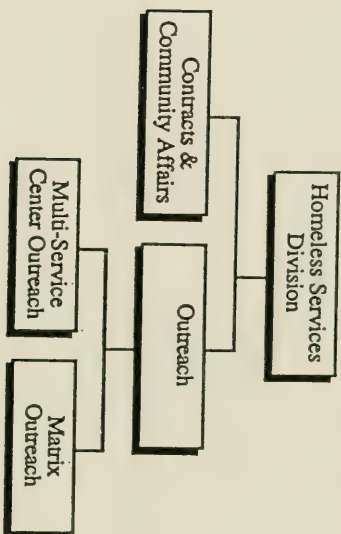 Homeless Services
Division
Contracts &
Community Affairs
Outreach
Multi-Service
Center Outreach
Matrix
Outreach